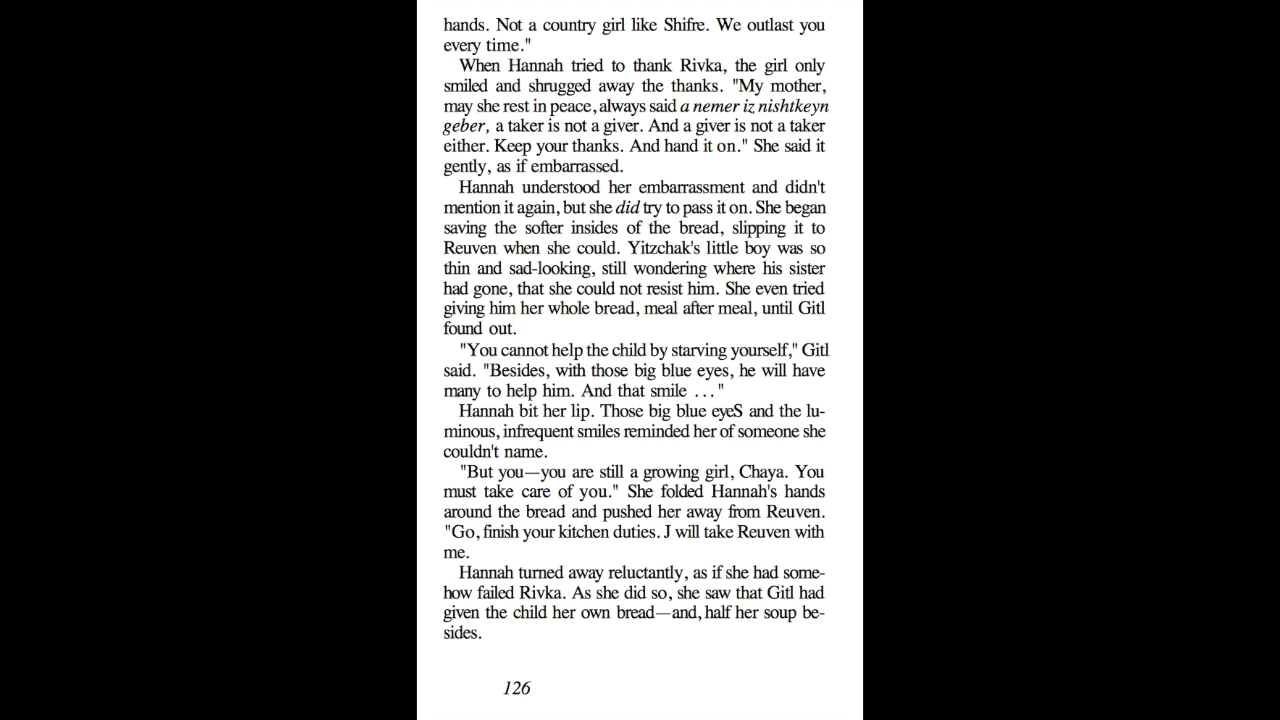 hands. Not a country girl like Shifre. We outlast you
every time."
When Hannah tried to thank Rivka, the girl only
smiled and shrugged away the thanks. "My mother,
may she rest in peace, always said a nemer iz nishtkeyn
geber, a taker is not a giver. And a giver is not a taker
either. Keep your thanks. And hand it on." She said it
gently, as if embarrassed.
Hannah understood her embarrassment and didn't
mention it again, but she did try to pass it on. She began
saving the softer insides of the bread, slipping it to
Reuven when she could. Yitzchak's little boy was so
thin and sad-looking, still wondering where his sister
had gone, that she could not resist him. She even tried
giving him her whole bread, meal after meal, until Gitl
found out.
"You cannot help the child by starving yourself," Gitl
said. "Besides, with those big blue eyes, he will have
many to help him. And that smile ..."
Hannah bit her lip. Those big blue eyeS and the lu-
minous, infrequent smiles reminded her of someone she
couldn't name.
"But you—you are still a growing girl, Chaya. You
must take care of you." She folded Hannah's hands
around the bread and pushed her away from Reuven.
"Go, finish your kitchen duties. J will take Reuven with
me.
Hannah turned away reluctantly, as if she had some-
how failed Rivka. As she did so, she saw that Gitl had
given the child her own bread—and, half her soup be-
sides.
126